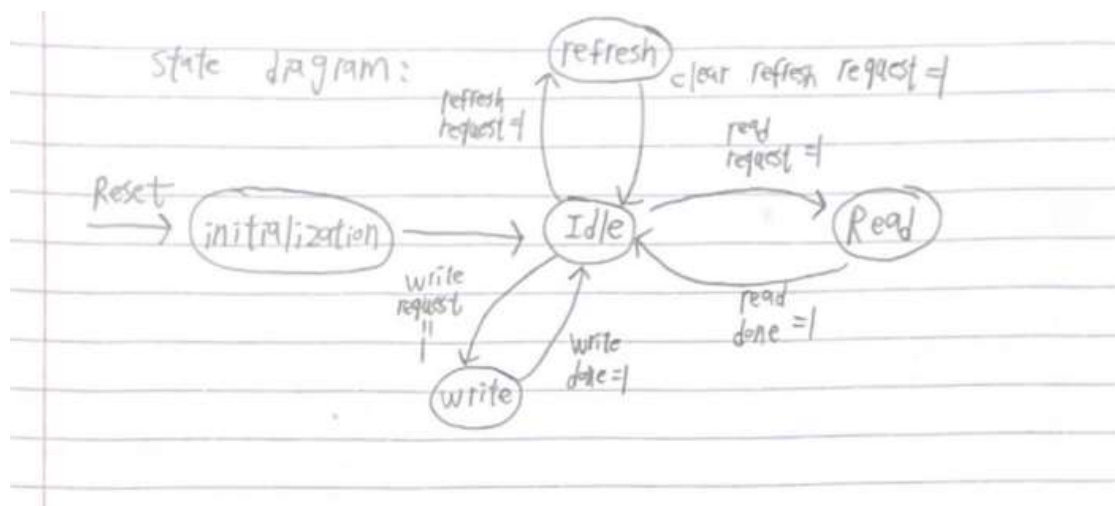 State diagram:
refresh
clear refresh request=1
refresh
request=1
read
request=1
Reset
initialization
Idle
Read
write
request
=
1
read
done=1
write
done=1
write